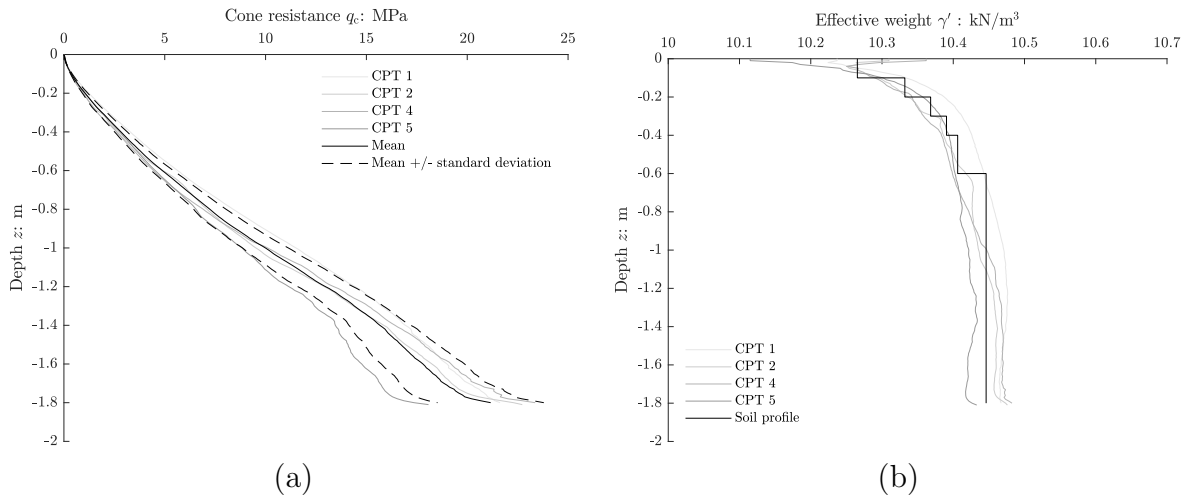 Cone resistance qc: MPa
0 5 10 15 20 25
0
-0.2
-0.4
-0.6
-0.8
-1
-1.2
-1.4
-1.6
-1.8
-2
Depth z: m
CPT 1
CPT 2
CPT 4
CPT 5
Mean
Mean +/- standard deviation
(a)
Effective weight γ′ : kN/m³
10 10.1 10.2 10.3 10.4 10.5 10.6 10.7
0
-0.2
-0.4
-0.6
-0.8
-1
-1.2
-1.4
-1.6
-1.8
-2
Depth z: m
CPT 1
CPT 2
CPT 4
CPT 5
Soil profile
(b)